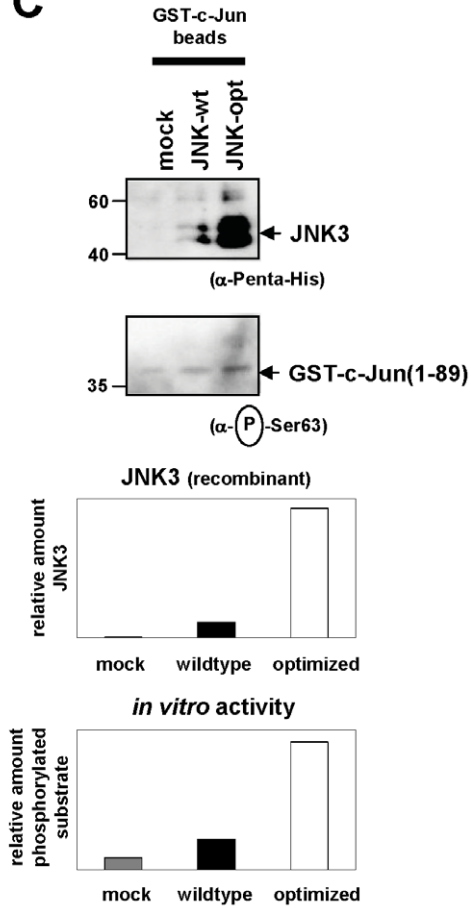 C
GST-c-Jun
beads
mock
JNK-wt
JNK-opt
60
JNK3
40
(α-Penta-His)
GST-c-Jun(1-89)
35
(α-P-Ser63)
JNK3 (recombinant)
relative amount
JNK3
mock wildtype optimized
in vitro activity
relative amount
phosphorylated
substrate
mock wildtype optimized